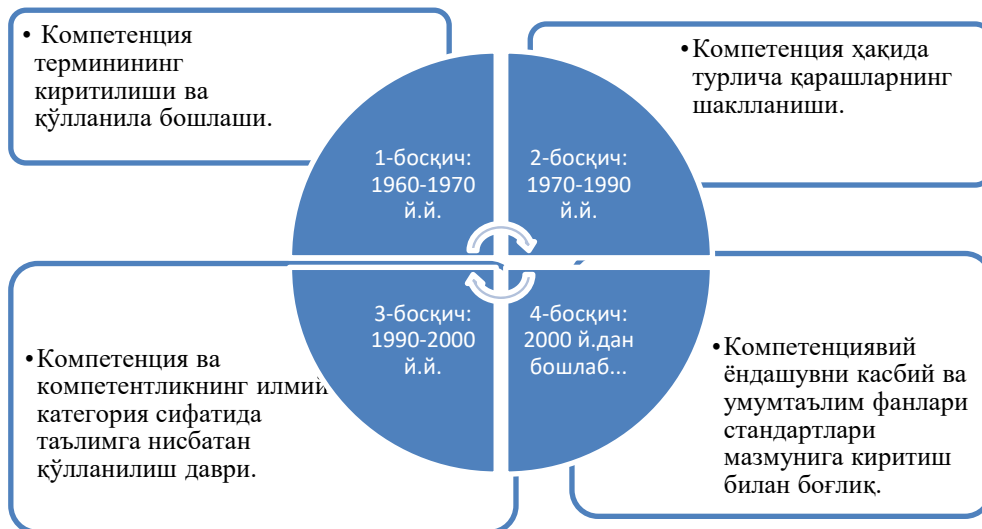 • Компетенция
терминининг
киритилиши ва
қўлланила бошлаши.
1-босқич:
1960-1970
й.й.
2-босқич:
1970-1990
й.й.
•Компетенция ҳақида
турлича қарашларнинг
шаклланиши.
•Компетенция ва
компетентликнинг илмий
категория сифатида
таълимга нисбатан
қўлланилиш даври.
3-босқич:
1990-2000
й.й.
4-босқич:
2000 й.дан
бошлаб...
•Компетенциявий
ёндашувни касбий ва
умумтаълим фанлари
стандартлари
мазмунига киритиш
билан боғлиқ.